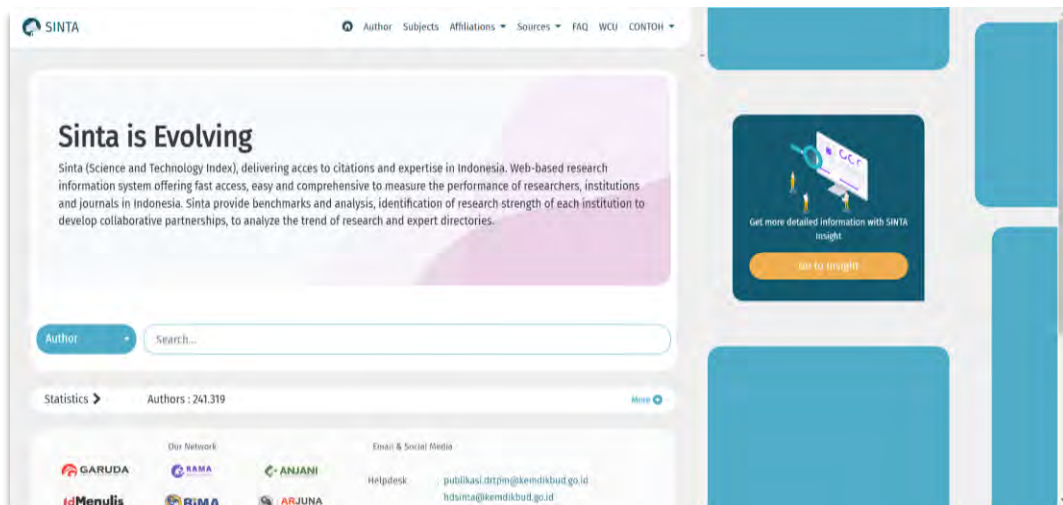 SINTA
Author Subjects Affiliations Sources FAQ WCU CONTOH
Sinta is Evolving
Sinta (Science and Technology Index), delivering acces to citations and expertise in Indonesia. Web-based research
information system offering fast access, easy and comprehensive to measure the performance of researchers, institutions
and journals in Indonesia. Sinta provide benchmarks and analysis, identification of research strength of each institution to
develop collaborative partnerships, to analyze the trend of research and expert directories.
Get more detailed information with SINTA
Insight
Go to Insight
Author
Search...
Statistics
Authors : 241.319
More
Our Network
Email & Social Media
GARUDA
RAMA
ANJANI
Helpdesk
publikasi.drtpm@kemdikbud.go.id
hdsinta@kemdikbud.go.id
IdMenulis
RIMA
ARJUNA